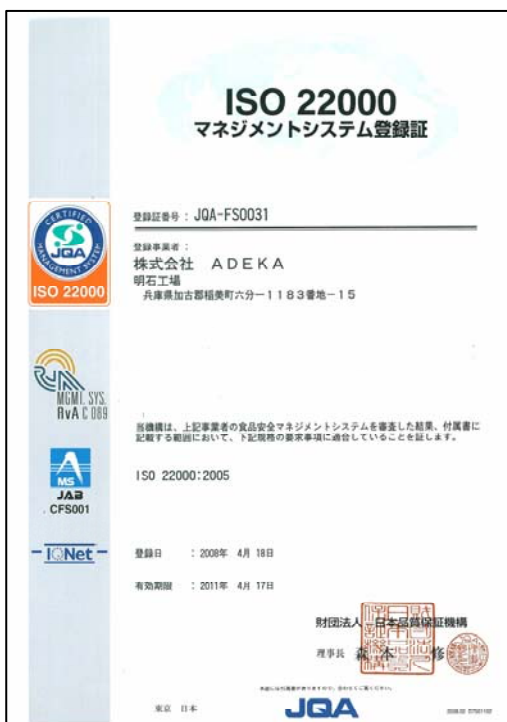 ISO 22000
マネジメントシステム登録証
登録証番号 : JQA-FS0031
CERTIFIED
MANAGEMENT SYSTEM
JQA
ISO 22000
登録事業者 :
株式会社 ADEKA
明石工場
兵庫県加古郡稲美町六分一1183番地-15
MGMT. SYS.
RvA C 089
当機構は、上記事業者の食品安全マネジメントシステムを審査した結果、付属書に
記載する範囲において、下記規格の要求事項に適合していることを証します。
MS
JAB
CFS001
ISO 22000:2005
IQNet
登録日 : 2008年 4月 18日
有効期限 : 2011年 4月 17日
財団法人 日本品質保証機構
理事長 森本 修
東京 日本
JQA